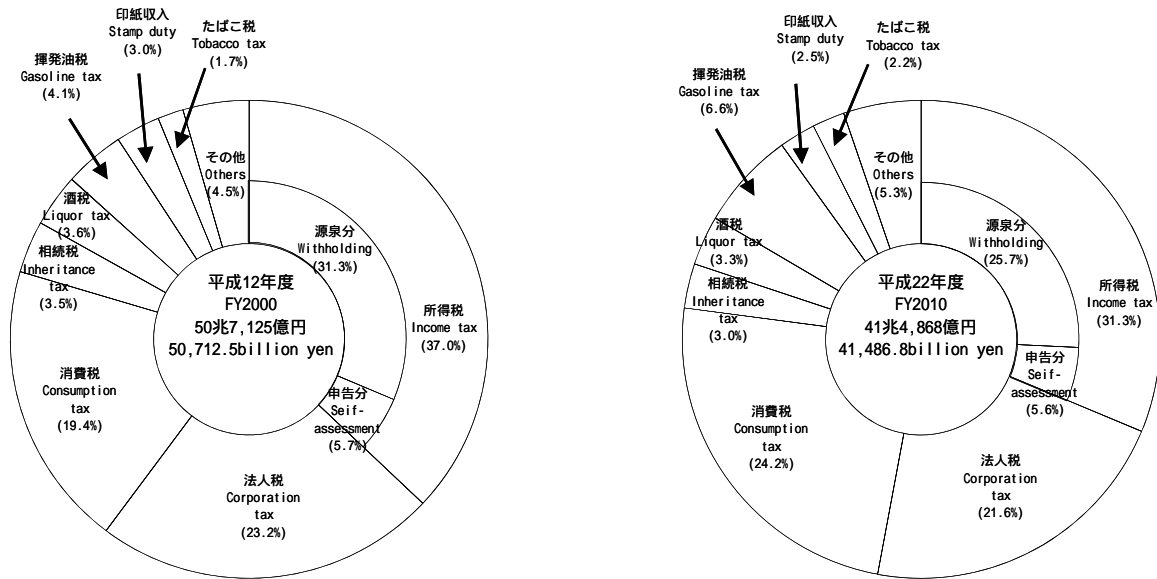 印紙収入
Stamp duty
(3.0%)
たばこ税
Tobacco tax
(1.7%)
揮発油税
Gasoline tax
(4.1%)
その他
Others
(4.5%)
酒税
Liquor tax
(3.6%)
相続税
Inheritance
tax
(3.5%)
源泉分
Withholding
(31.3%)
所得税
Income tax
(37.0%)
平成12年度
FY2000
50兆7,125億円
50,712.5billion yen
申告分
Seif-
assessment
(5.7%)
消費税
Consumption
tax
(19.4%)
法人税
Corporation
tax
(23.2%)
印紙収入
Stamp duty
(2.5%)
たばこ税
Tobacco tax
(2.2%)
揮発油税
Gasoline tax
(6.6%)
その他
Others
(5.3%)
酒税
Liquor tax
(3.3%)
相続税
Inheritance
tax
(3.0%)
源泉分
Withholding
(25.7%)
所得税
Income tax
(31.3%)
平成22年度
FY2010
41兆4,868億円
41,486.8billion yen
申告分
Seif-
assessment
(5.6%)
消費税
Consumption
tax
(24.2%)
法人税
Corporation
tax
(21.6%)